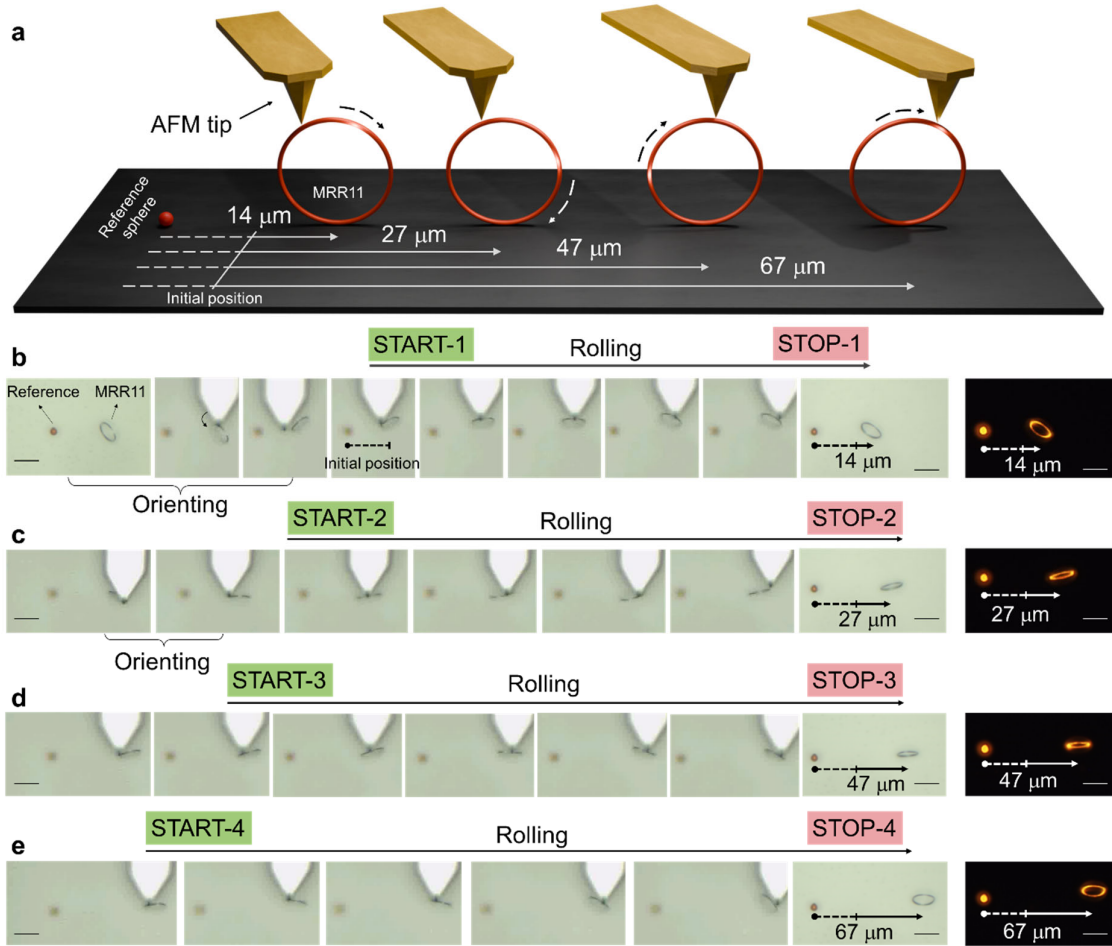 a
AFM tip
MRR11
Reference
sphere
14 μm
27 μm
47 μm
67 μm
Initial position
b
START-1
Rolling
STOP-1
Reference
MRR11
Initial position
14 μm
14 μm
Orienting
c
START-2
Rolling
STOP-2
27 μm
27 μm
Orienting
d
START-3
Rolling
STOP-3
47 μm
47 μm
e
START-4
Rolling
STOP-4
67 μm
67 μm